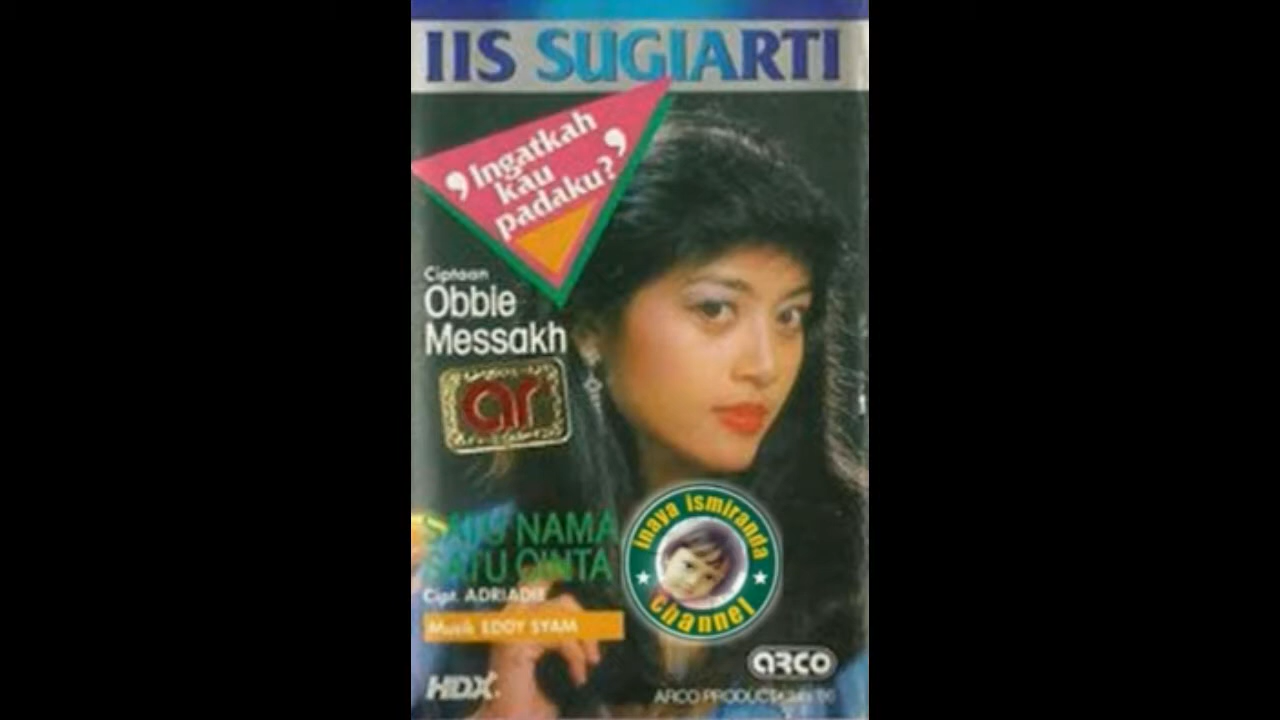 IIS SUGIARTI
,Ingatkah
kau
padaku?,
Ciptaan
Obbie
Messakh
ar
SATU NAMA
SATU CINTA
Cipt. ADRIADIE
Musik EDDY SYAM
inaya ismiranda
channel
HDX.
arco
ARCO PRODUCT